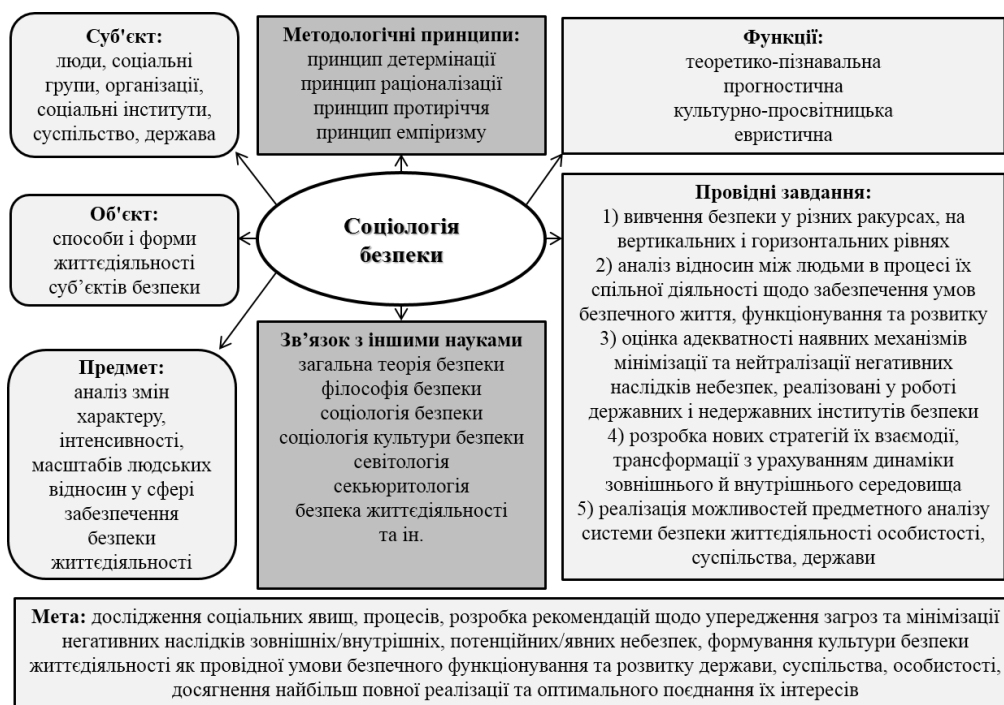 Суб'єкт:
люди, соціальні
групи, організації,
соціальні інститути,
суспільство, держава
Методологічні принципи:
принцип детермінації
принцип раціоналізації
принцип протиріччя
принцип емпіризму
Функції:
теоретико-пізнавальна
прогностична
культурно-просвітницька
евристична
Об'єкт:
способи і форми
життєдіяльності
суб’єктів безпеки
Соціологія
безпеки
Провідні завдання:
1) вивчення безпеки у різних ракурсах, на
вертикальних і горизонтальних рівнях
2) аналіз відносин між людьми в процесі їх
спільної діяльності щодо забезпечення умов
безпечного життя, функціонування та розвитку
3) оцінка адекватності наявних механізмів
мінімізації та нейтралізації негативних
наслідків небезпек, реалізовані у роботі
державних і недержавних інститутів безпеки
4) розробка нових стратегій їх взаємодії,
трансформації з урахуванням динаміки
зовнішнього й внутрішнього середовища
5) реалізація можливостей предметного аналізу
системи безпеки життєдіяльності особистості,
суспільства, держави
Предмет:
аналіз змін
характеру,
інтенсивності,
масштабів людських
відносин у сфері
забезпечення
безпеки
життєдіяльності
Зв’язок з іншими науками
загальна теорія безпеки
філософія безпеки
соціологія безпеки
соціологія культури безпеки
севітологія
секьюритологія
безпека життєдіяльності
та ін.
Мета: дослідження соціальних явищ, процесів, розробка рекомендацій щодо упередження загроз та мінімізації
негативних наслідків зовнішніх/внутрішніх, потенційних/явних небезпек, формування культури безпеки
життєдіяльності як провідної умови безпечного функціонування та розвитку держави, суспільства, особистості,
досягнення найбільш повної реалізації та оптимального поєднання їх інтересів